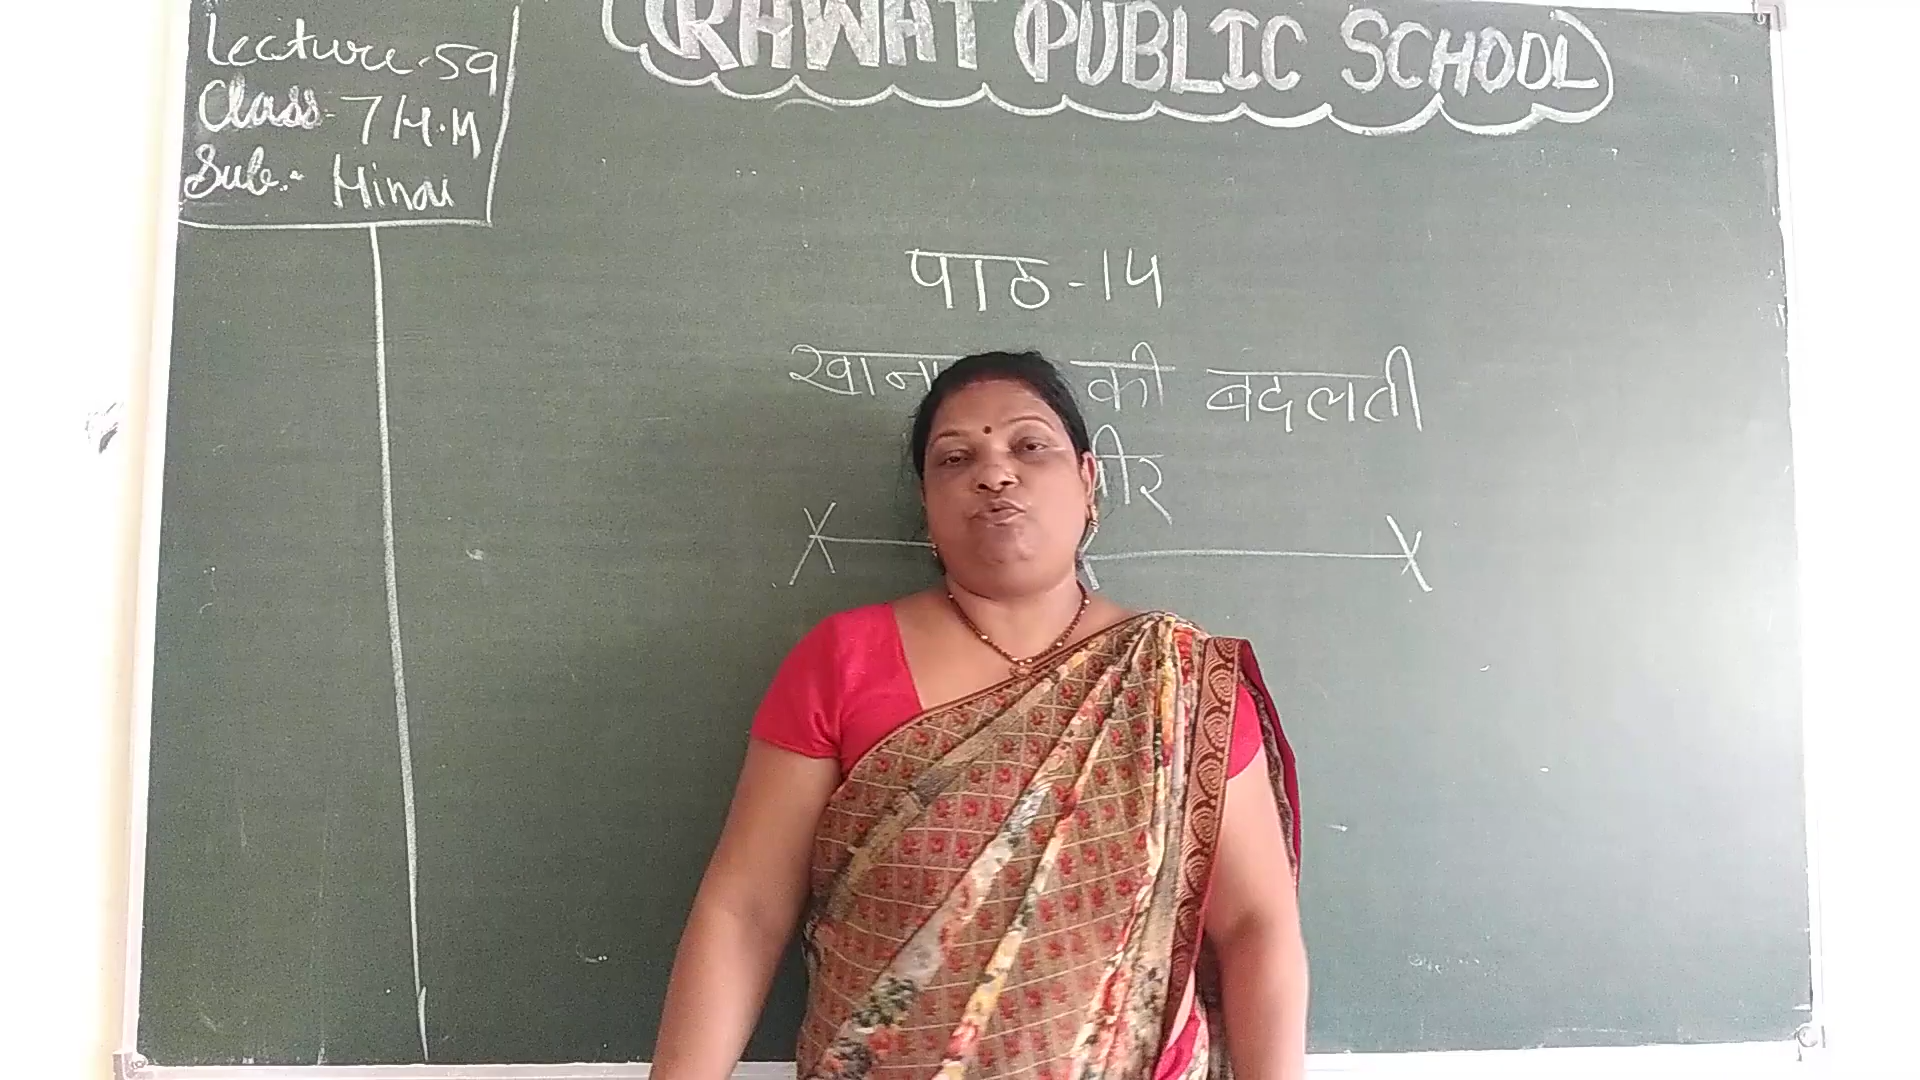 RAWAT PUBLIC SCHOOL
Lecture-59
Class- 7 H.M
Sub.- Hindi
पाठ-14
की बदलती